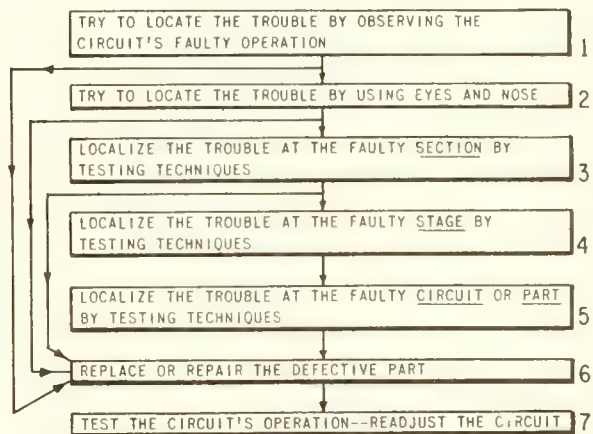 TRY TO LOCATE THE TROUBLE BY OBSERVING THE
CIRCUIT'S FAULTY OPERATION
1
TRY TO LOCATE THE TROUBLE BY USING EYES AND NOSE
2
LOCALIZE THE TROUBLE AT THE FAULTY SECTION BY
TESTING TECHNIQUES
3
LOCALIZE THE TROUBLE AT THE FAULTY STAGE BY
TESTING TECHNIQUES
4
LOCALIZE THE TROUBLE AT THE FAULTY CIRCUIT OR PART
BY TESTING TECHNIQUES
5
REPLACE OR REPAIR THE DEFECTIVE PART
6
TEST THE CIRCUIT'S OPERATION--READJUST THE CIRCUIT
7